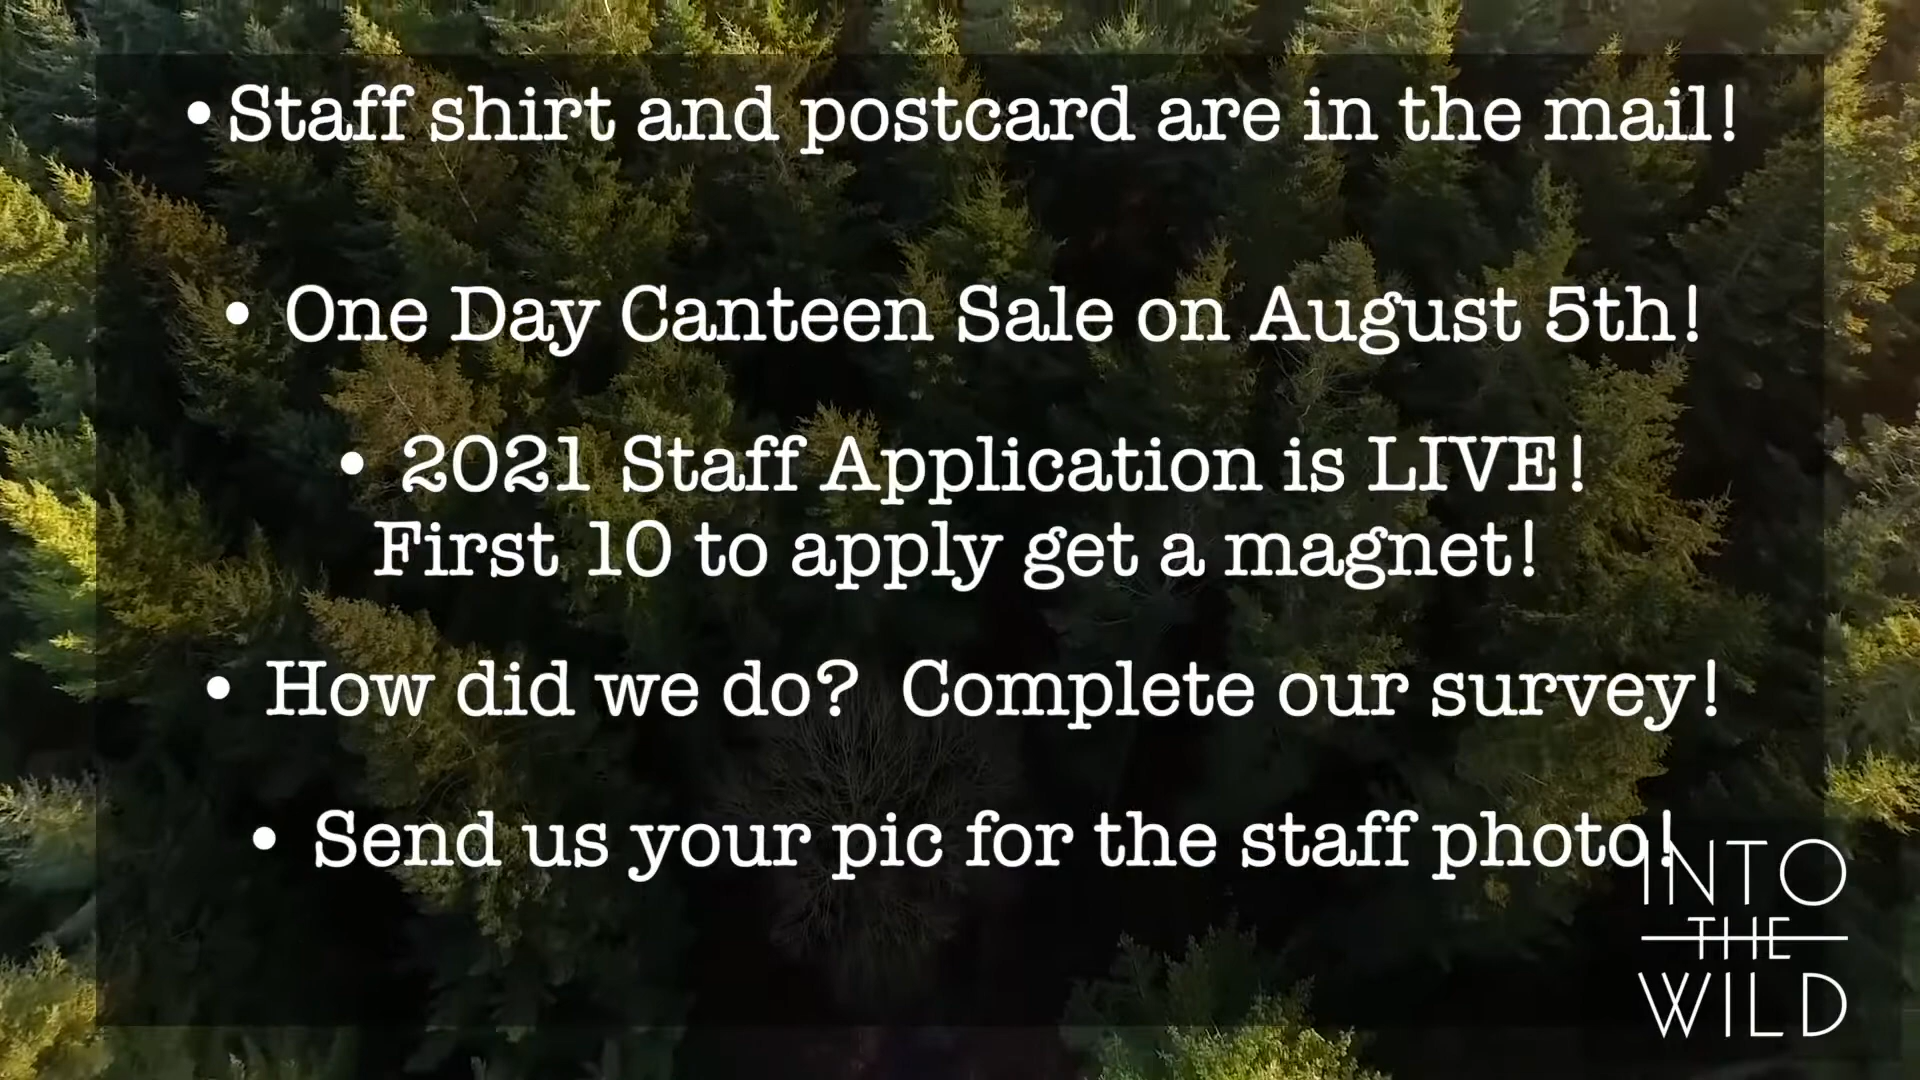 •Staff shirt and postcard are in the mail!
• One Day Canteen Sale on August 5th!
• 2021 Staff Application is LIVE!
First 10 to apply get a magnet!
• How did we do?  Complete our survey!
• Send us your pic for the staff photo!
INTO
THE
WILD